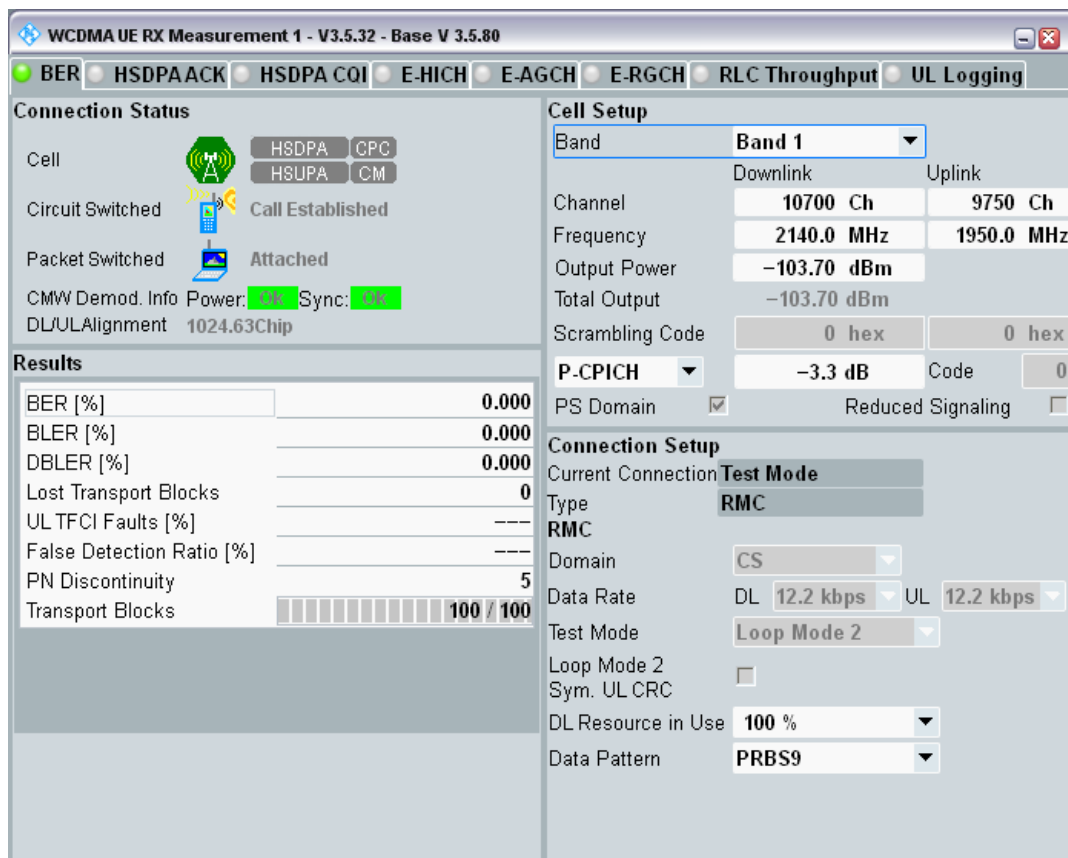 WCDMA UE RX Measurement 1 - V3.5.32 - Base V 3.5.80
BER HSDPA ACK HSDPA CQI E-HICH E-AGCH E-RGCH RLC Throughput UL Logging
Connection Status
Cell HSDPA CPC
HSUPA CM
Circuit Switched Call Established
Packet Switched Attached
CMW Demod. Info Power: Ok Sync: Ok
DL/ULAlignment 1024.63Chip
Results
BER [%] 0.000
BLER [%] 0.000
DBLER [%] 0.000
Lost Transport Blocks 0
UL TFCI Faults [%] ---
False Detection Ratio [%] ---
PN Discontinuity 5
Transport Blocks 100 / 100
Cell Setup
Band Band 1
Downlink Uplink
Channel 10700 Ch 9750 Ch
Frequency 2140.0 MHz 1950.0 MHz
Output Power -103.70 dBm
Total Output -103.70 dBm
Scrambling Code 0 hex 0 hex
P-CPICH -3.3 dB Code 0
PS Domain Reduced Signaling
Connection Setup
Current Connection Test Mode
Type RMC
RMC
Domain CS
Data Rate DL 12.2 kbps UL 12.2 kbps
Test Mode Loop Mode 2
Loop Mode 2
Sym. UL CRC
DL Resource in Use 100 %
Data Pattern PRBS9